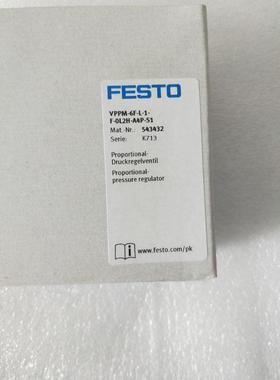 FESTO
VPPM-6F-L-1-
F-0L2H-A4P-S1
Mat.-Nr.: 543432
Serie: K713
Proportional-
Druckregelventil
Proportional-
pressure regulator
www.festo.com/pk